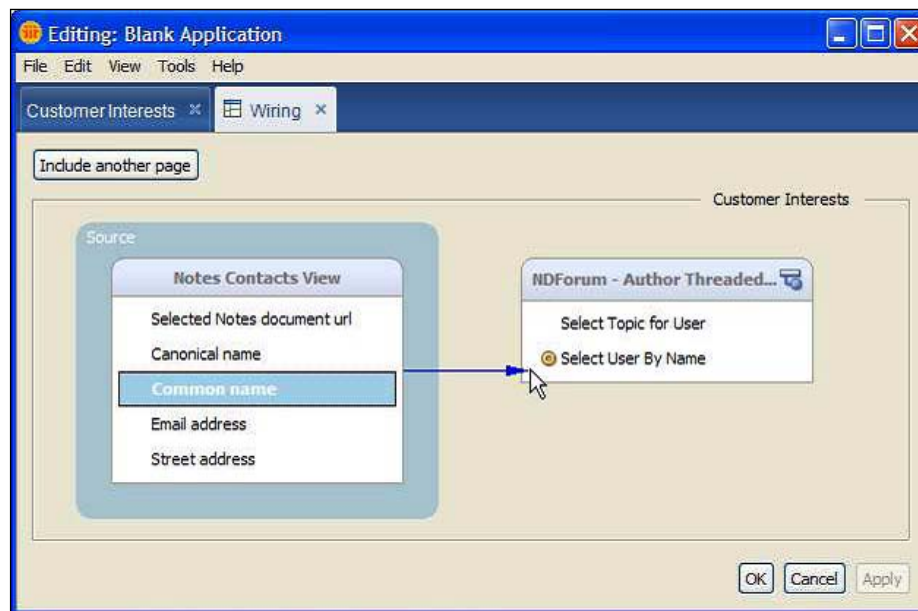 Editing: Blank Application
File Edit View Tools Help
Customer Interests
Wiring
Include another page
Customer Interests
Source
Notes Contacts View
Selected Notes document url
Canonical name
Common name
Email address
Street address
NDForum - Author Threaded...
Select Topic for User
Select User By Name
OK Cancel Apply